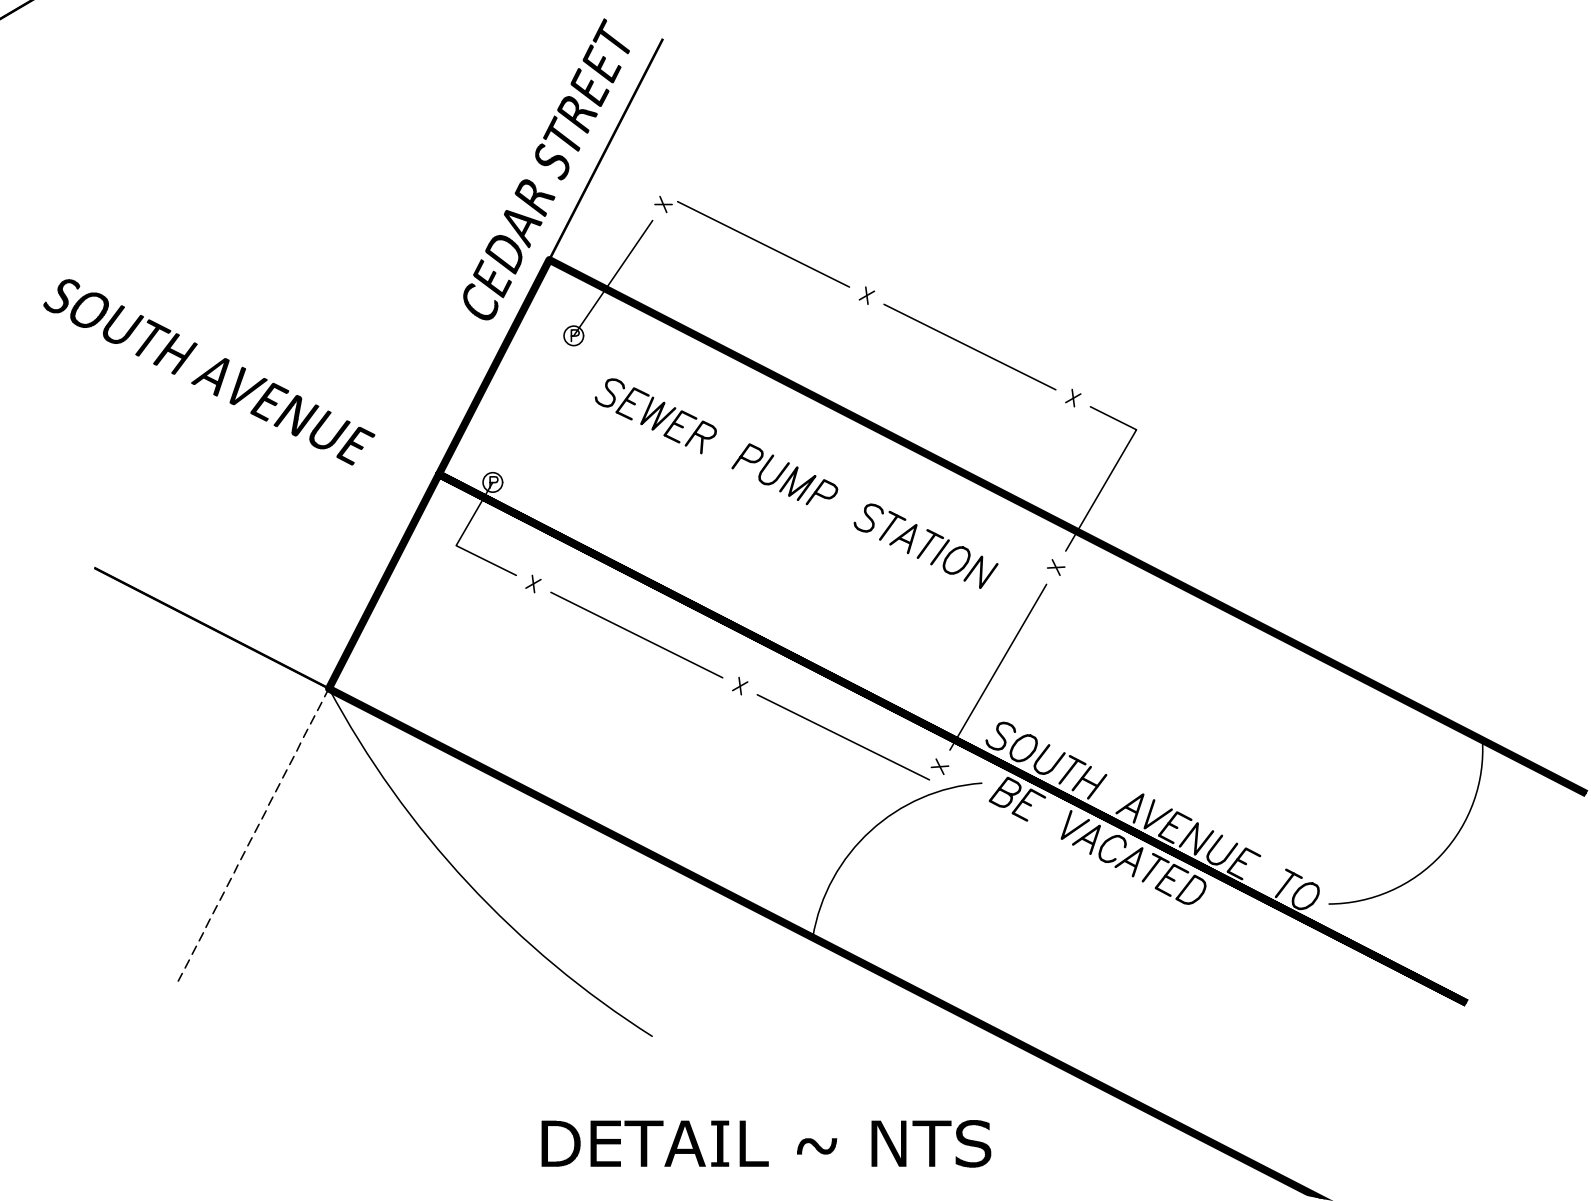 CEDAR STREET
SOUTH AVENUE
X
X
X
P
SEWER PUMP STATION
P
X
X
X
X
SOUTH AVENUE TO
BE VACATED
DETAIL ~ NTS